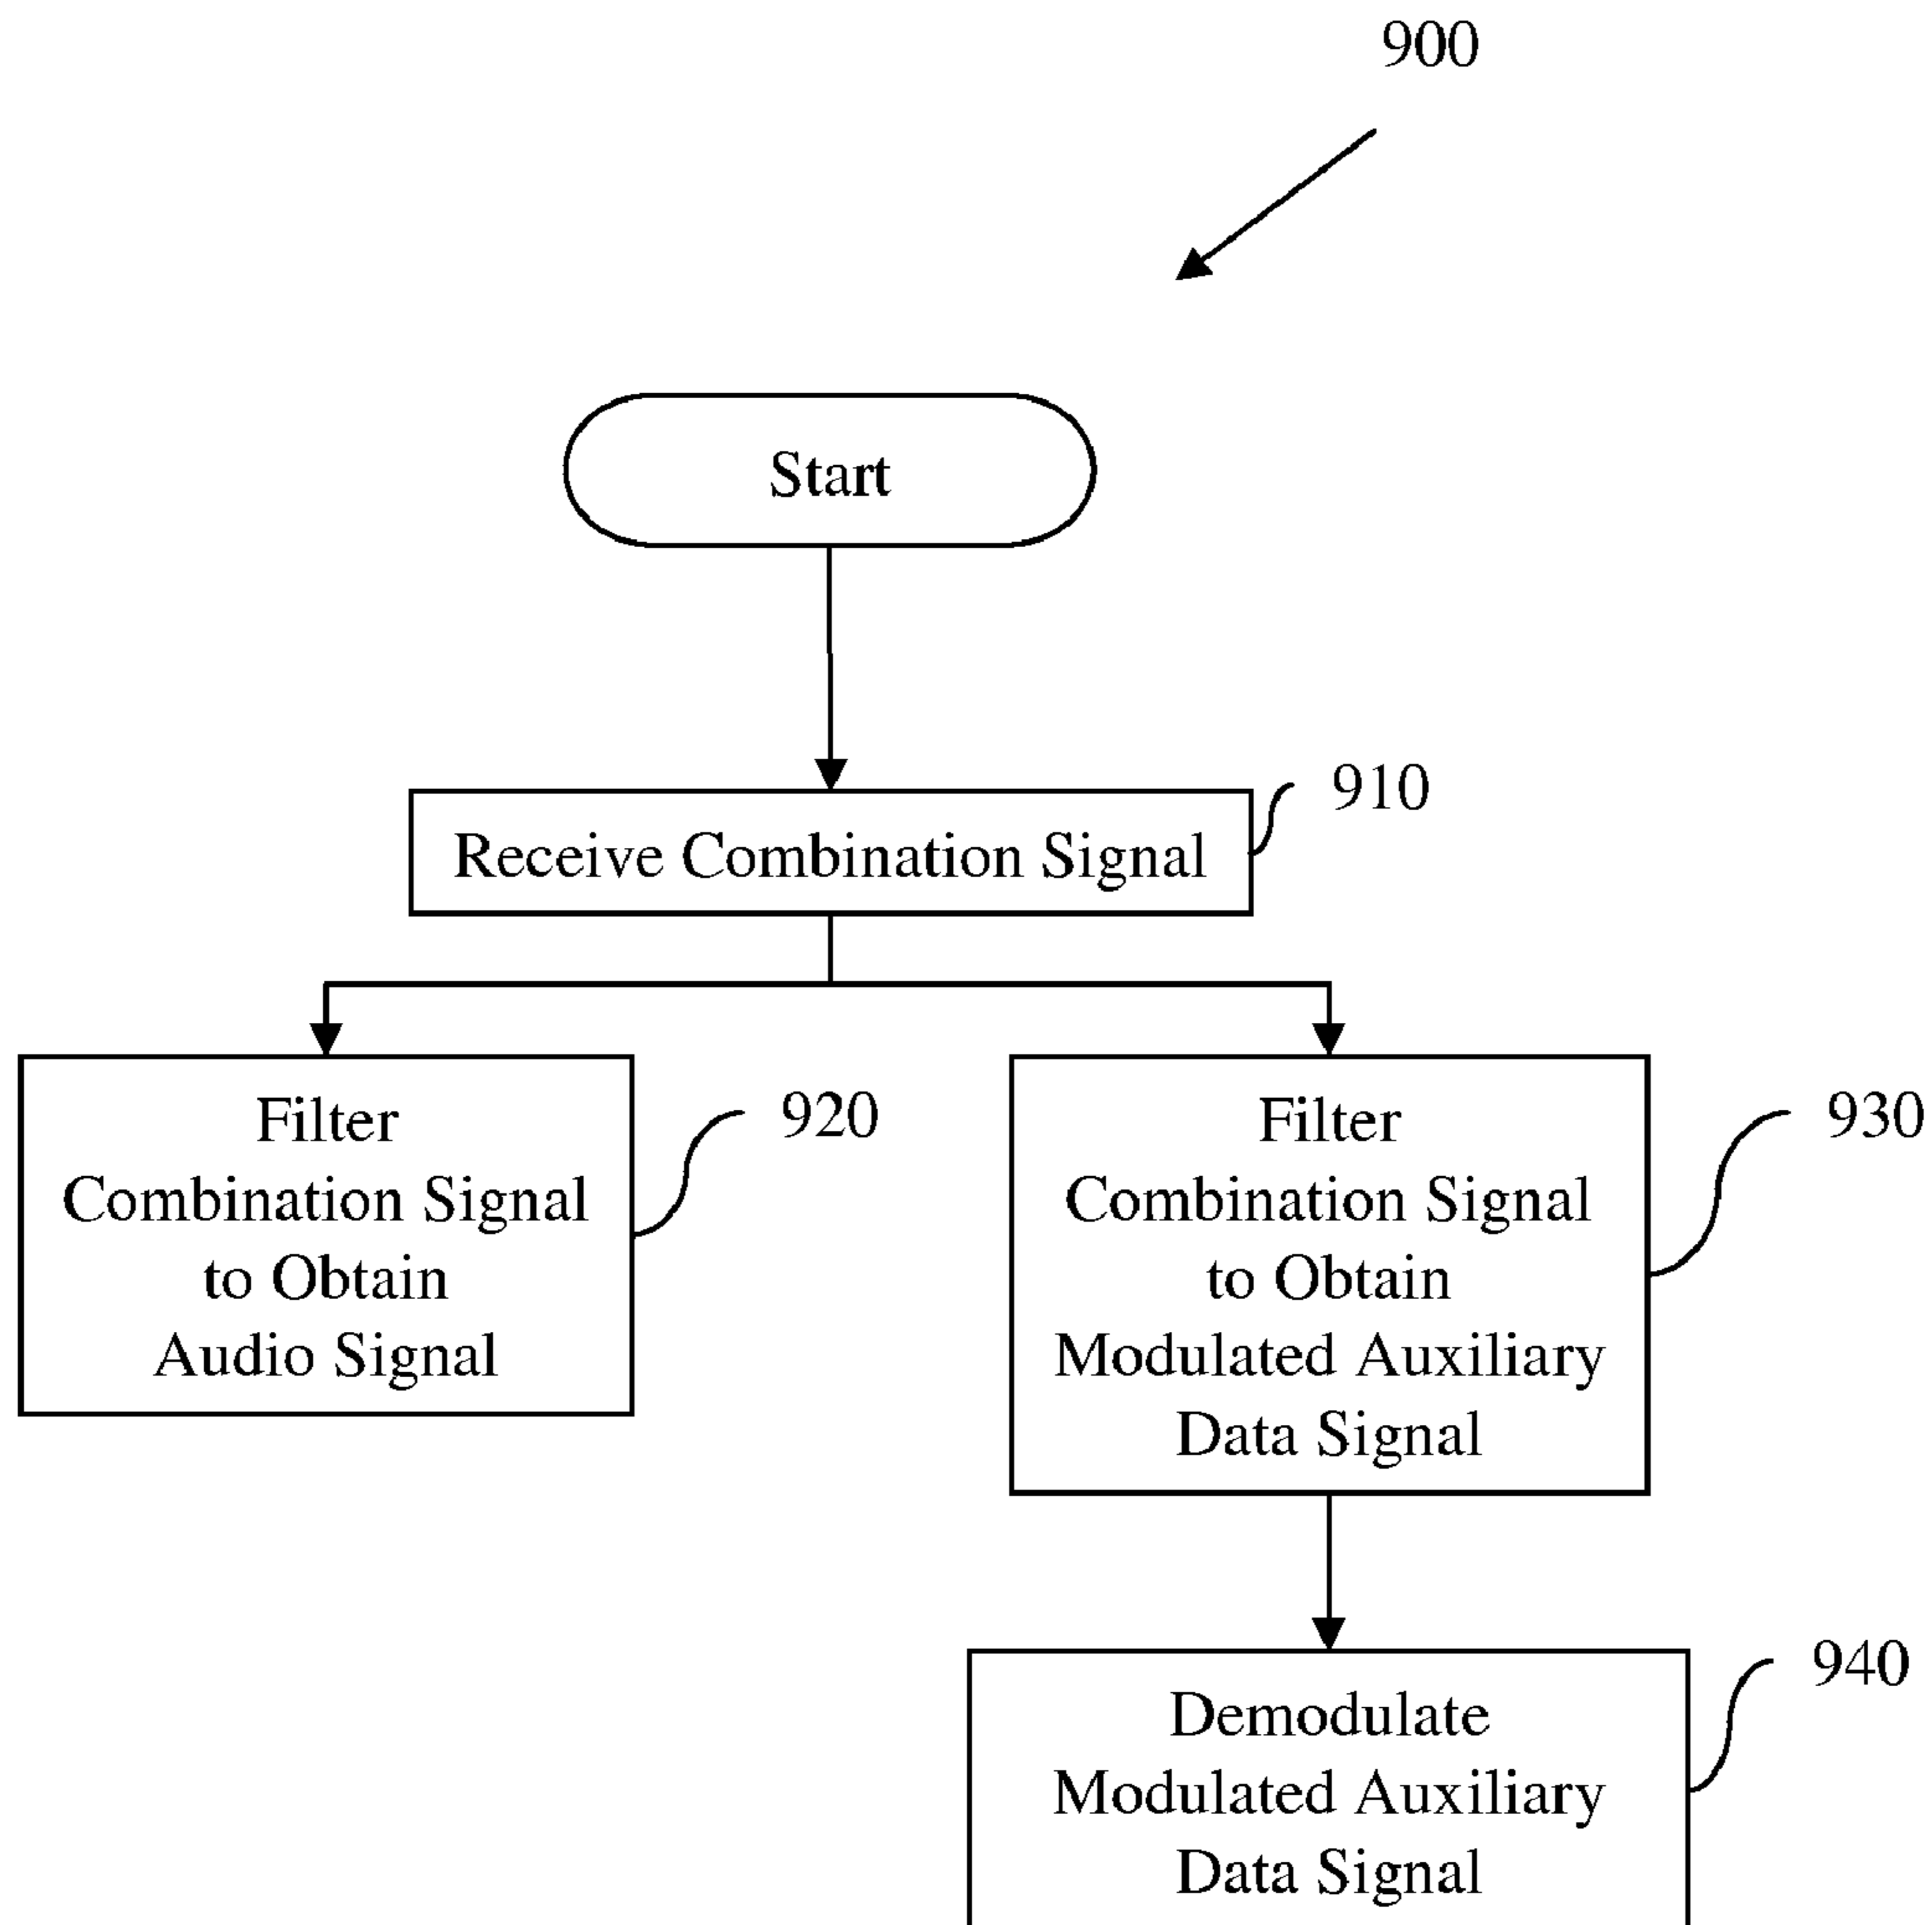 900
Start
910
Receive Combination Signal
Filter
Combination Signal
to Obtain
Audio Signal
920
Filter
Combination Signal
to Obtain
Modulated Auxiliary
Data Signal
930
Demodulate
Modulated Auxiliary
Data Signal
940